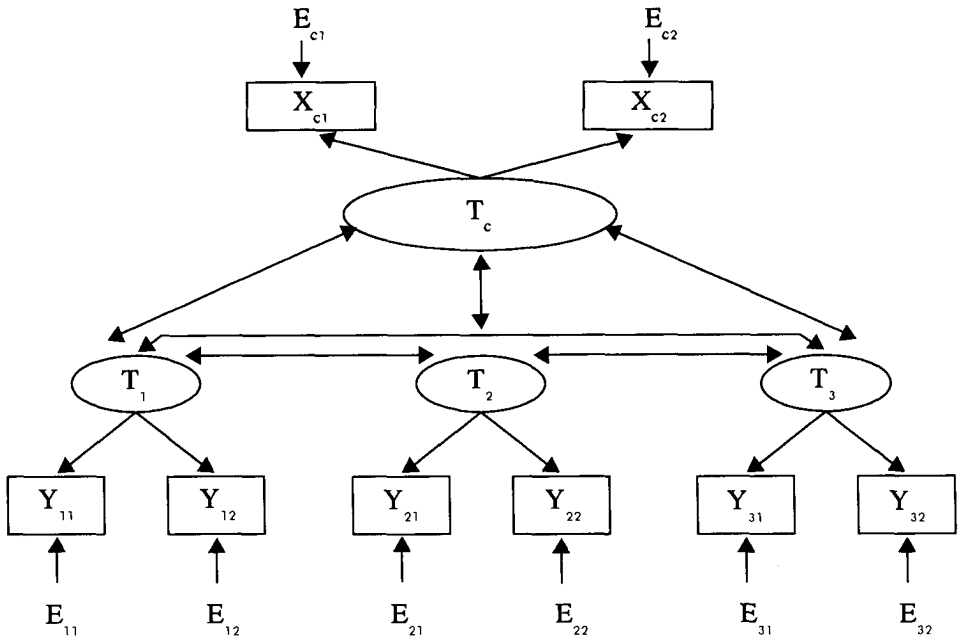 E_c1 E_c2
X_c1 X_c2
T_c
T_1 T_2 T_3
Y_11 Y_12 Y_21 Y_22 Y_31 Y_32
E_11 E_12 E_21 E_22 E_31 E_32